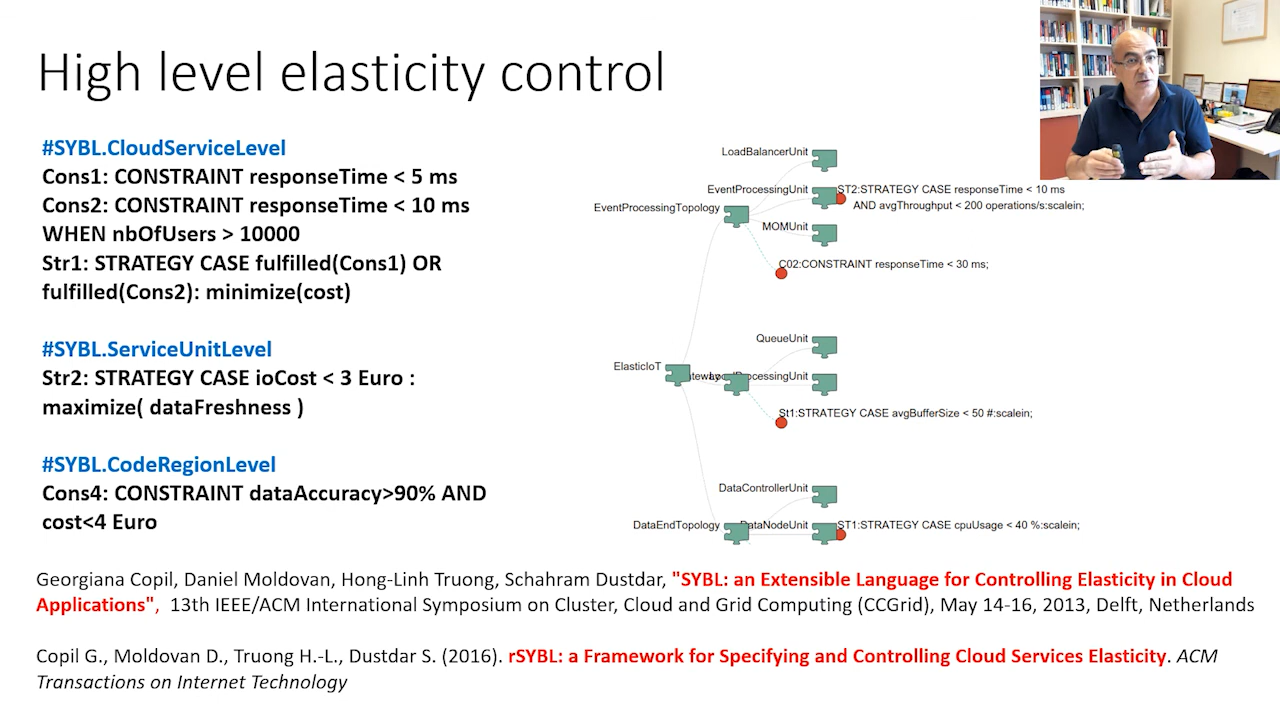 High level elasticity control
#SYBL.CloudServiceLevel
Cons1: CONSTRAINT responseTime < 5 ms
Cons2: CONSTRAINT responseTime < 10 ms
WHEN nbOfUsers > 10000
Str1: STRATEGY CASE fulfilled(Cons1) OR
fulfilled(Cons2): minimize(cost)
#SYBL.ServiceUnitLevel
Str2: STRATEGY CASE ioCost < 3 Euro :
maximize( dataFreshness )
#SYBL.CodeRegionLevel
Cons4: CONSTRAINT dataAccuracy>90% AND
cost<4 Euro
LoadBalancerUnit
EventProcessingUnit
ST2:STRATEGY CASE responseTime < 10 ms
AND avgThroughput < 200 operations/s:scalein;
EventProcessingTopology
MOMUnit
C02:CONSTRAINT responseTime < 30 ms;
QueueUnit
ElasticIoT
ProcessingUnit
St1:STRATEGY CASE avgBufferSize < 50 #:scalein;
DataControllerUnit
DataEndTopology
DataNodeUnit
ST1:STRATEGY CASE cpuUsage < 40 %:scalein;
Georgiana Copil, Daniel Moldovan, Hong-Linh Truong, Schahram Dustdar, "SYBL: an Extensible Language for Controlling Elasticity in Cloud
Applications", 13th IEEE/ACM International Symposium on Cluster, Cloud and Grid Computing (CCGrid), May 14-16, 2013, Delft, Netherlands
Copil G., Moldovan D., Truong H.-L., Dustdar S. (2016). rSYBL: a Framework for Specifying and Controlling Cloud Services Elasticity. ACM
Transactions on Internet Technology